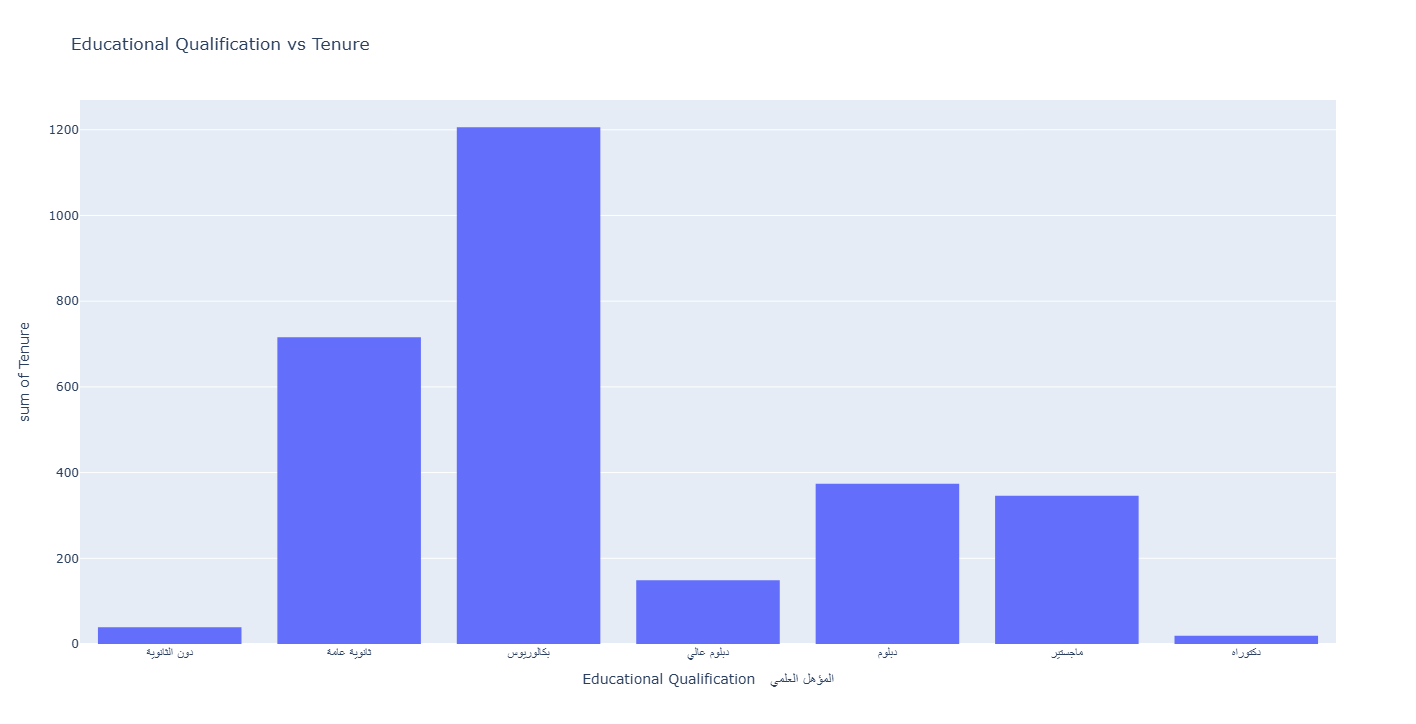 Educational Qualification vs Tenure
1200
1000
800
600
400
200
0
sum of Tenure
دون الثانوية
ثانوية عامة
بكالوريوس
دبلوم عالي
دبلوم
ماجستير
دكتوراه
Educational Qualification المؤهل العلمي